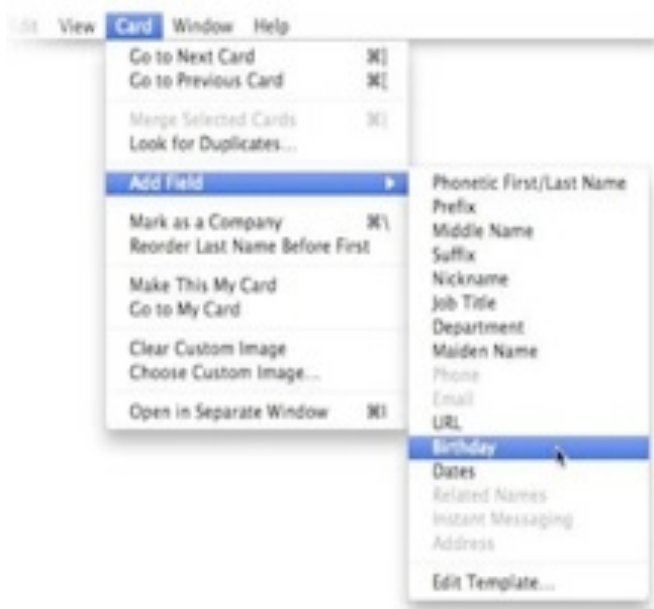 View Card Window Help
Go to Next Card ⌘]
Go to Previous Card ⌘[
Merge Selected Cards ⌘|
Look for Duplicates...
Add Field
Mark as a Company ⌘\
Reorder Last Name Before First
Make This My Card
Go to My Card
Clear Custom Image
Choose Custom Image...
Open in Separate Window ⌘I
Phonetic First/Last Name
Prefix
Middle Name
Suffix
Nickname
Job Title
Department
Maiden Name
Phone
Email
URL
Birthday
Dates
Related Names
Instant Messaging
Address
Edit Template...